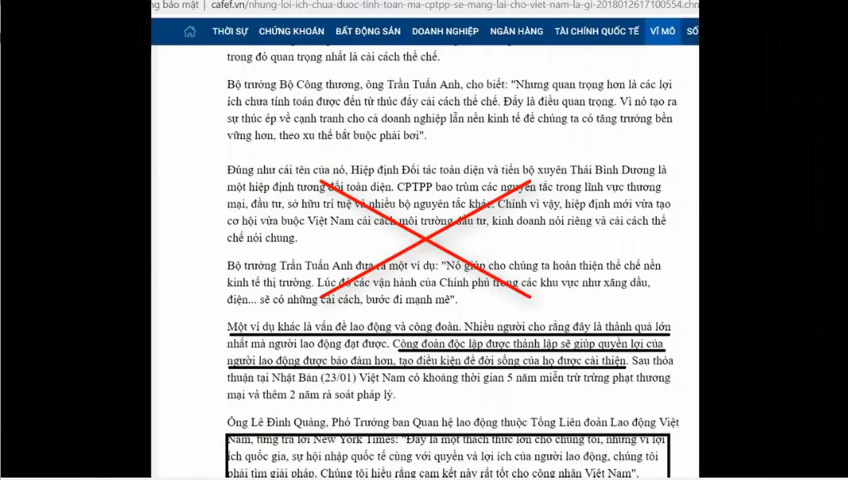 ng bảo mật | cafef.vn/nhung-loi-ich-chua-duoc-tinh-toan-ma-cptpp-se-mang-lai-cho-viet-nam-la-gi-2018012617100554.chn
THỜI SỰ CHỨNG KHOÁN BẤT ĐỘNG SẢN DOANH NGHIỆP NGÂN HÀNG TÀI CHÍNH QUỐC TẾ VĨ MÔ SỐ
trong đó quan trọng nhất là cải cách thể chế.
Bộ trưởng Bộ Công thương, ông Trần Tuấn Anh, cho biết: "Nhưng quan trọng hơn là các lợi
ích chưa tính toán được đến từ thúc đẩy cải cách thể chế. Đấy là điều quan trọng. Vì nó tạo ra
sự thúc ép về cạnh tranh cho cả doanh nghiệp lẫn nền kinh tế để chúng ta có tăng trưởng bền
vững hơn, theo xu thế bắt buộc phải bơi".
Đúng như cái tên của nó, Hiệp định Đối tác toàn diện và tiến bộ xuyên Thái Bình Dương là
một hiệp định tương đối toàn diện. CPTPP bao trùm các nguyên tắc trong lĩnh vực thương
mại, đầu tư, sở hữu trí tuệ và nhiều bộ nguyên tắc khác. Chính vì vậy, hiệp định mới vừa tạo
cơ hội vừa buộc Việt Nam cải cách môi trường đầu tư, kinh doanh nói riêng và cải cách thể
chế nói chung.
Bộ trưởng Trần Tuấn Anh đưa ra một ví dụ: "Nó giúp cho chúng ta hoàn thiện thể chế nền
kinh tế thị trường. Lúc đó các vận hành của Chính phủ trong các khu vực như xăng dầu,
điện... sẽ có những cải cách, bước đi mạnh mẽ".
Một ví dụ khác là vấn đề lao động và công đoàn. Nhiều người cho rằng đây là thành quả lớn
nhất mà người lao động đạt được. Công đoàn độc lập được thành lập sẽ giúp quyền lợi của
người lao động được bảo đảm hơn, tạo điều kiện để đời sống của họ được cải thiện. Sau thỏa
thuận tại Nhật Bản (23/01) Việt Nam có khoảng thời gian 5 năm miễn trừ trừng phạt thương
mại và thêm 2 năm rà soát pháp lý.
Ông Lê Đình Quảng, Phó Trưởng ban Quan hệ lao động thuộc Tổng Liên đoàn Lao động Việt
Nam, từng trả lời New York Times: "Đây là một thách thức lớn cho chúng tôi, nhưng vì lợi
ích quốc gia, sự hội nhập quốc tế cùng với quyền và lợi ích của người lao động, chúng tôi
phải tìm giải pháp. Chúng tôi hiểu rằng cam kết này rất tốt cho công nhân Việt Nam".